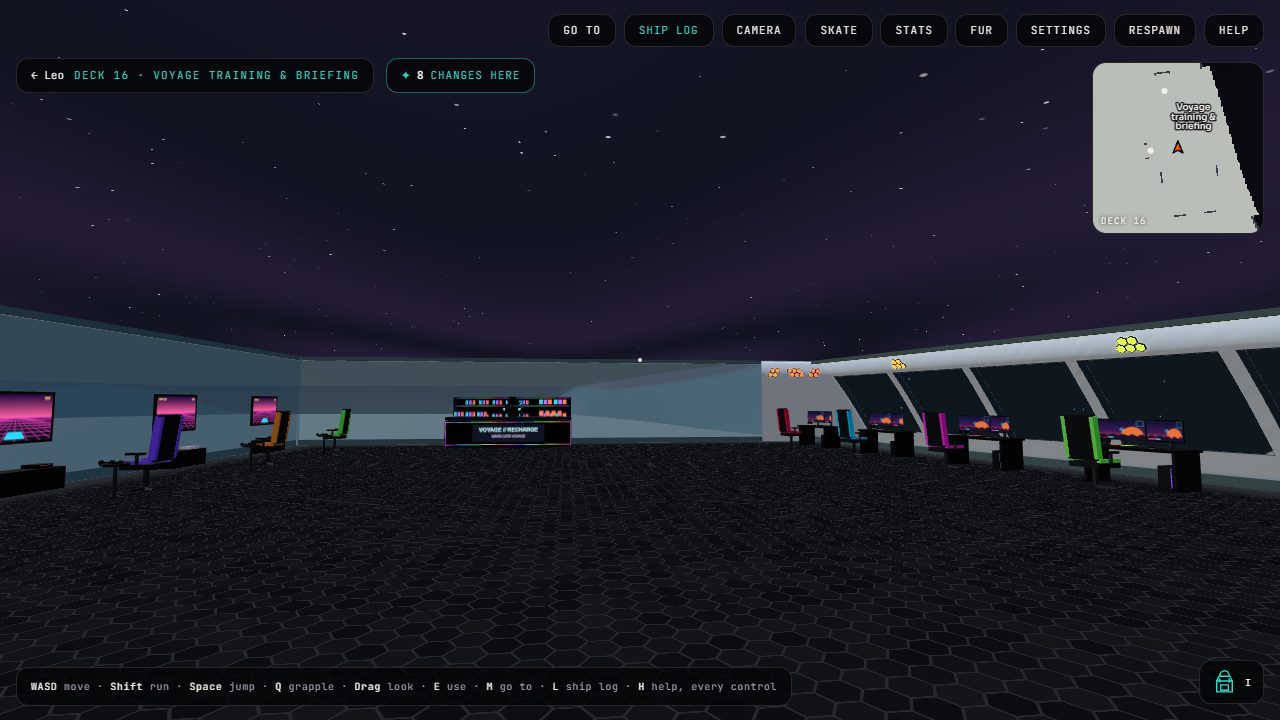 GO TO
SHIP LOG
CAMERA
SKATE
STATS
FUR
SETTINGS
RESPAWN
HELP
← Leo DECK 16 · VOYAGE TRAINING & BRIEFING
✦ 8 CHANGES HERE
Voyage
training &
briefing
DECK 16
VOYAGE // RECHARGE
WASD move · Shift run · Space jump · Q grapple · Drag look · E use · M go to · L ship log · H help, every control
I